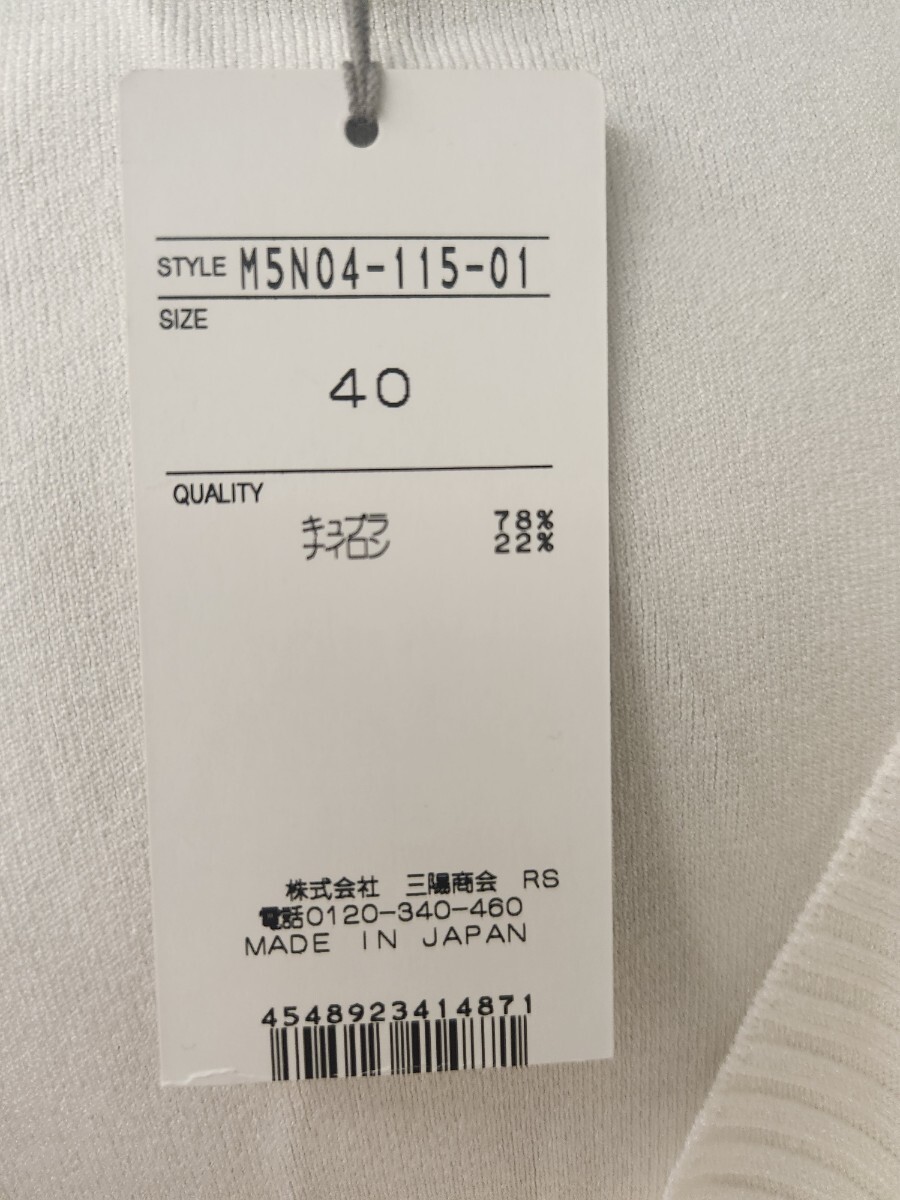 STYLE M5N04-115-01
SIZE
40
QUALITY
キュプラ 78%
ナイロン 22%
株式会社 三陽商会 RS
電話0120-340-460
MADE IN JAPAN
4548923414871